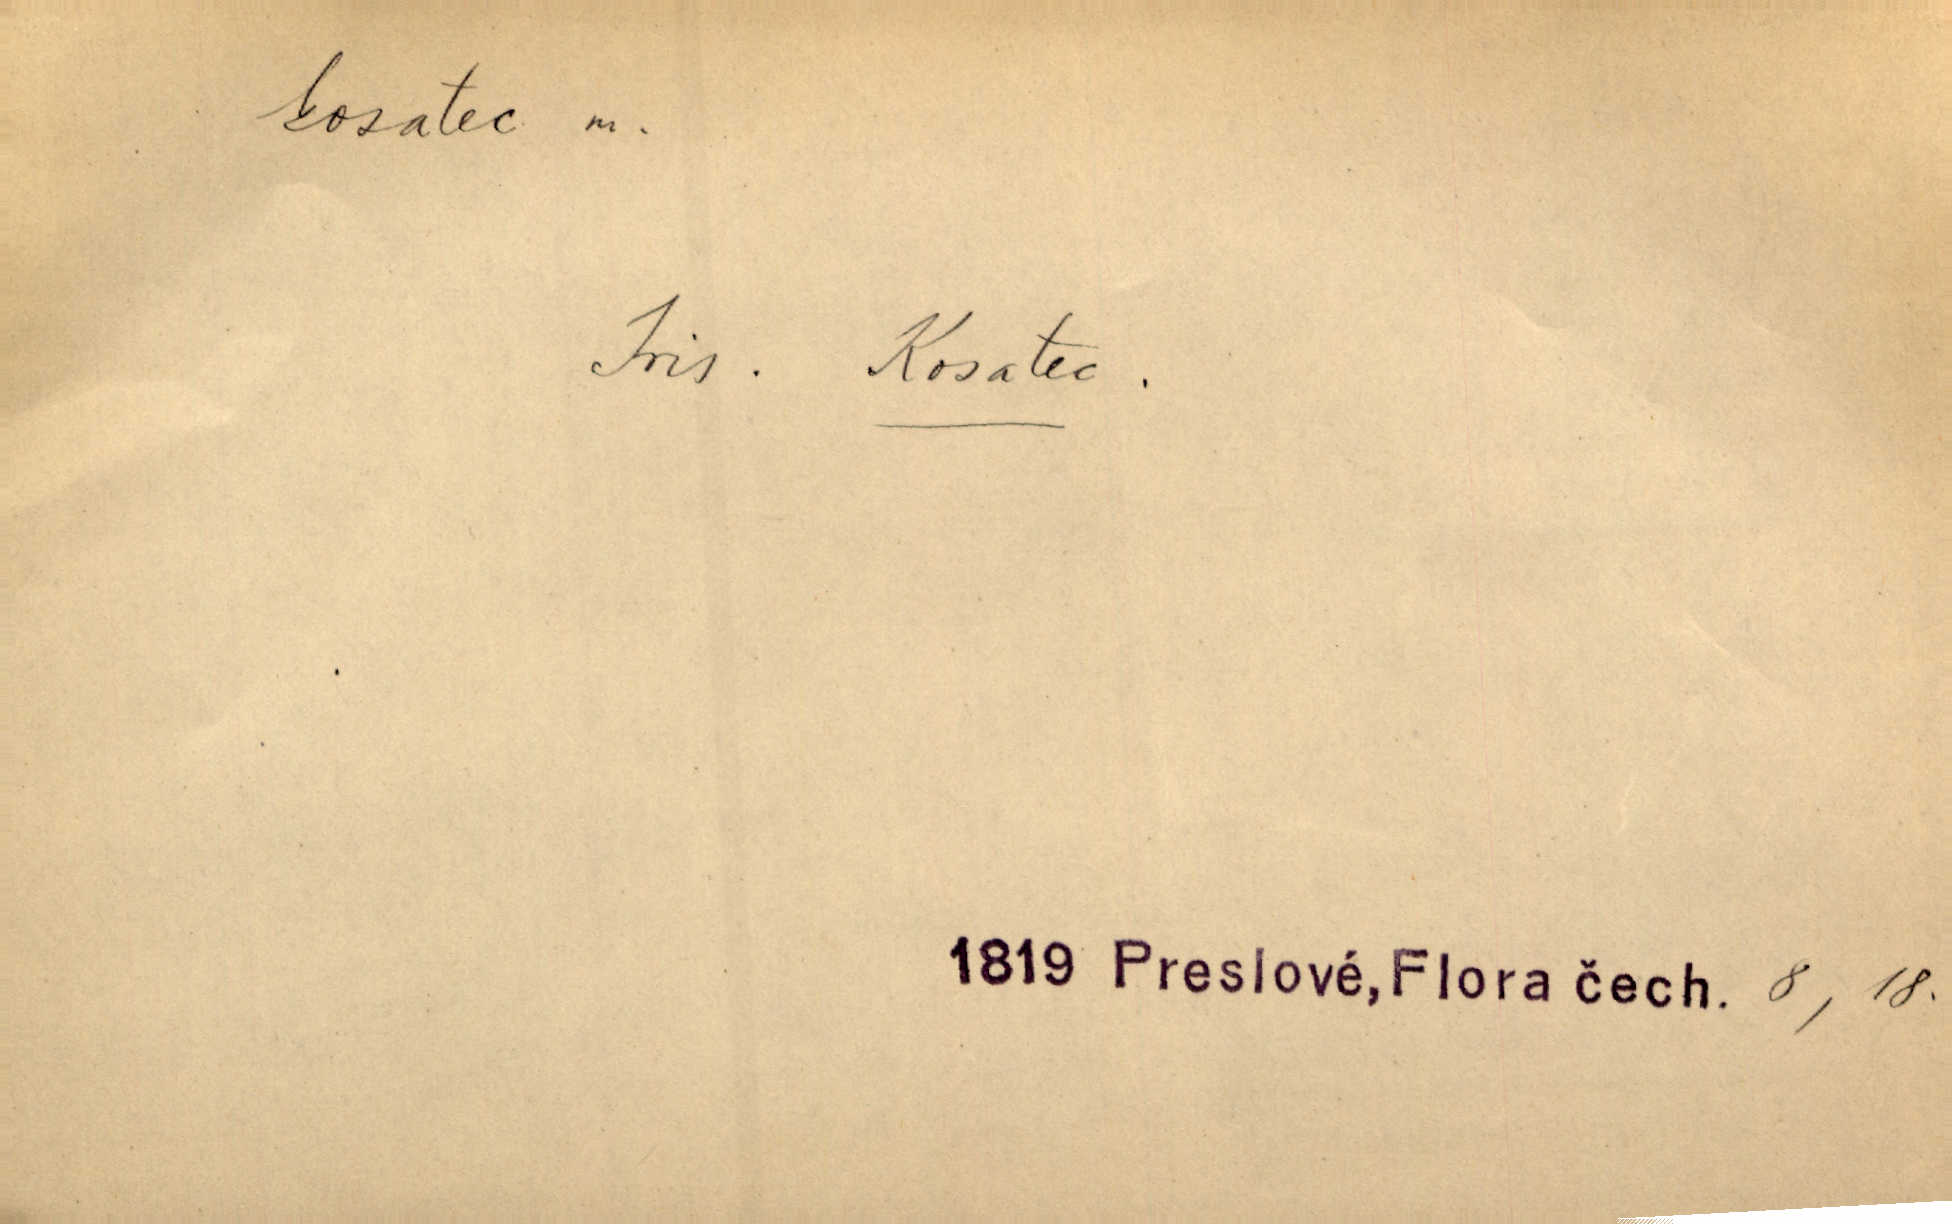 kosatec m.
Iris. Kosatec.
1819 Preslové, Flora čech. 8, 18.